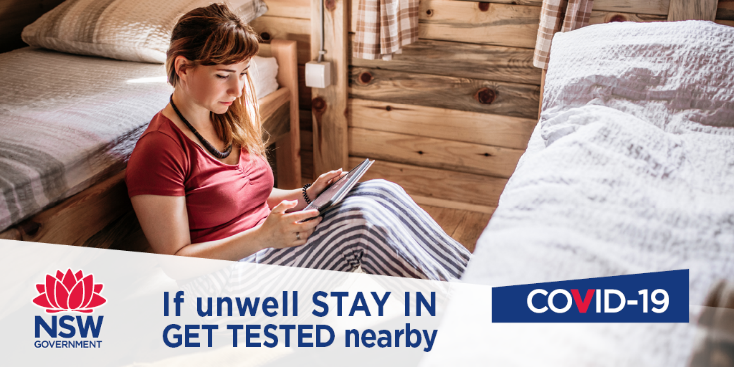 If unwell STAY IN
GET TESTED nearby
COVID-19
NSW
GOVERNMENT